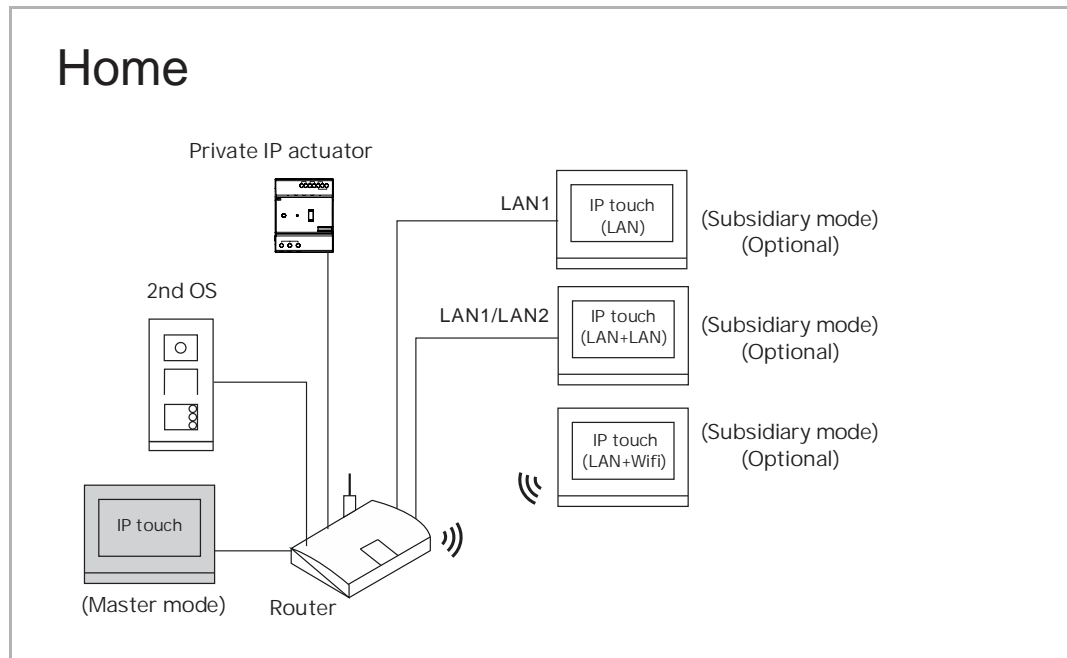 Home
Private IP actuator
LAN1
IP touch
(LAN)
(Subsidiary mode)
(Optional)
2nd OS
LAN1/LAN2
IP touch
(LAN+LAN)
(Subsidiary mode)
(Optional)
IP touch
(LAN+Wifi)
(Subsidiary mode)
(Optional)
IP touch
(Master mode)
Router